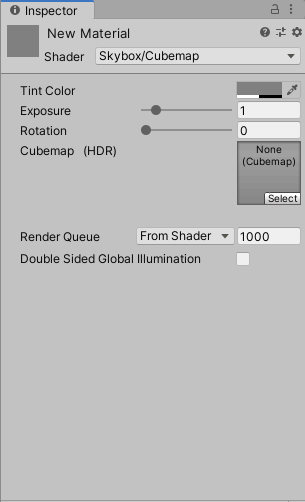 Inspector
New Material
Shader Skybox/Cubemap
Tint Color
Exposure 1
Rotation 0
Cubemap (HDR) None
(Cubemap)
Select
Render Queue From Shader 1000
Double Sided Global Illumination